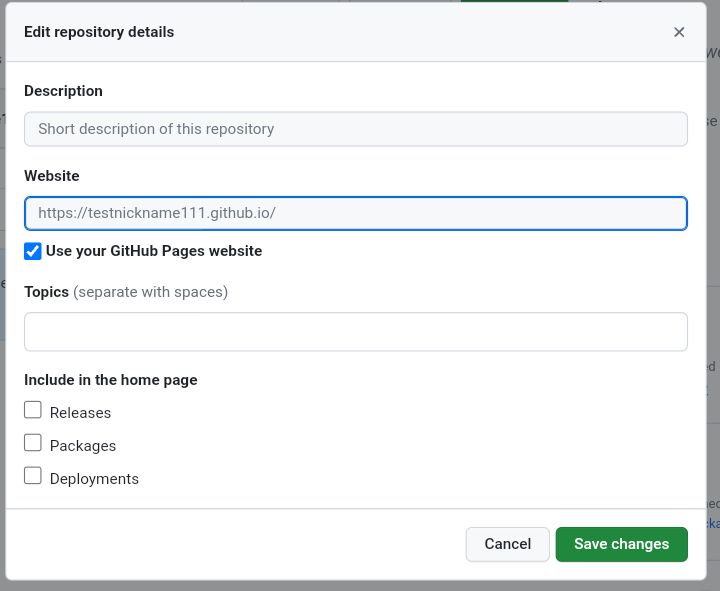 Edit repository details
Description
Short description of this repository
Website
https://testnickname111.github.io/
Use your GitHub Pages website
Topics (separate with spaces)
Include in the home page
Releases
Packages
Deployments
Cancel
Save changes